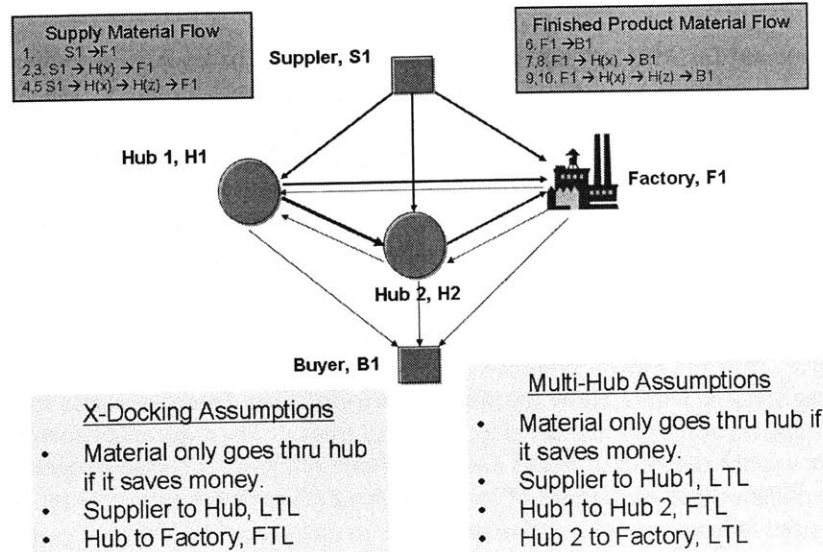 Supply Material Flow
1. S1 →F1
2,3. S1 → H(x) → F1
4,5 S1 → H(x) → H(z) → F1
Finished Product Material Flow
6. F1 →B1
7,8. F1 → H(x) → B1
9,10. F1 → H(x) → H(z) → B1
Suppler, S1
Hub 1, H1
Factory, F1
Hub 2, H2
Buyer, B1
X-Docking Assumptions
• Material only goes thru hub
if it saves money.
• Supplier to Hub, LTL
• Hub to Factory, FTL
Multi-Hub Assumptions
• Material only goes thru hub if
it saves money.
• Supplier to Hub1, LTL
• Hub1 to Hub 2, FTL
• Hub 2 to Factory, LTL